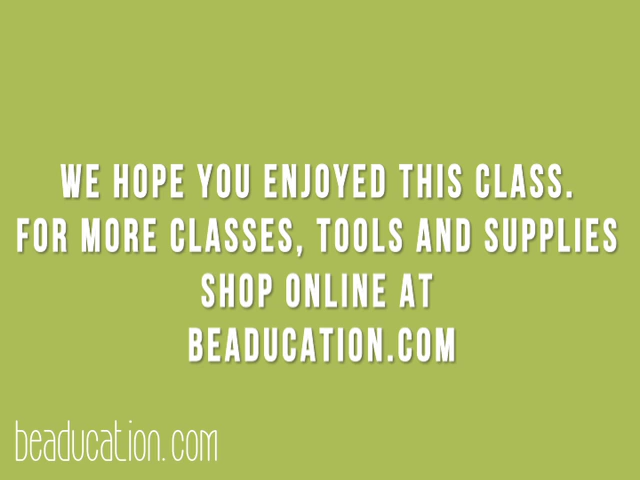 WE HOPE YOU ENJOYED THIS CLASS.
FOR MORE CLASSES, TOOLS AND SUPPLIES
SHOP ONLINE AT
BEADUCATION.COM
beaducation.com